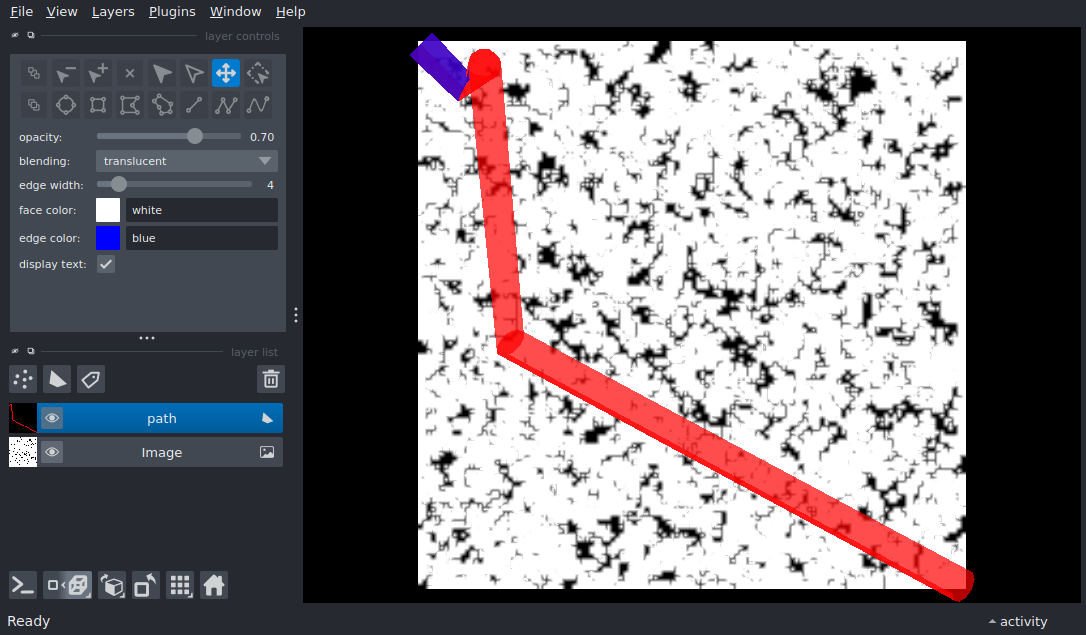 File View Layers Plugins Window Help
layer controls
opacity: 0.70
blending: translucent
edge width: 4
face color: white
edge color: blue
display text:
layer list
path
Image
Ready
activity